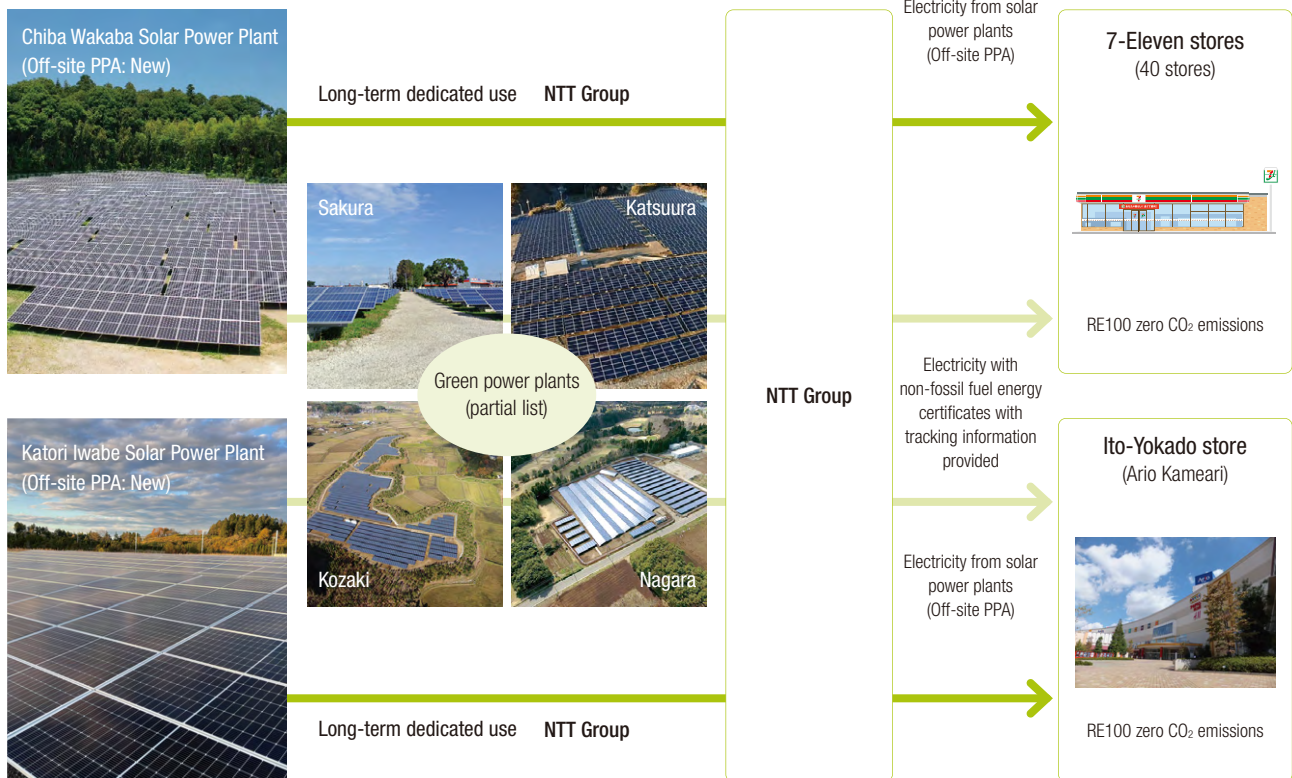 Chiba Wakaba Solar Power Plant
(Off-site PPA: New)
Long-term dedicated use NTT Group
Sakura
Katsuura
Green power plants
(partial list)
Kozaki
Nagara
Katori Iwabe Solar Power Plant
(Off-site PPA: New)
Long-term dedicated use NTT Group
NTT Group
Electricity from solar
power plants
(Off-site PPA)
Electricity with
non-fossil fuel energy
certificates with
tracking information
provided
Electricity from solar
power plants
(Off-site PPA)
7-Eleven stores
(40 stores)
7
RE100 zero CO₂ emissions
Ito-Yokado store
(Ario Kameari)
RE100 zero CO₂ emissions